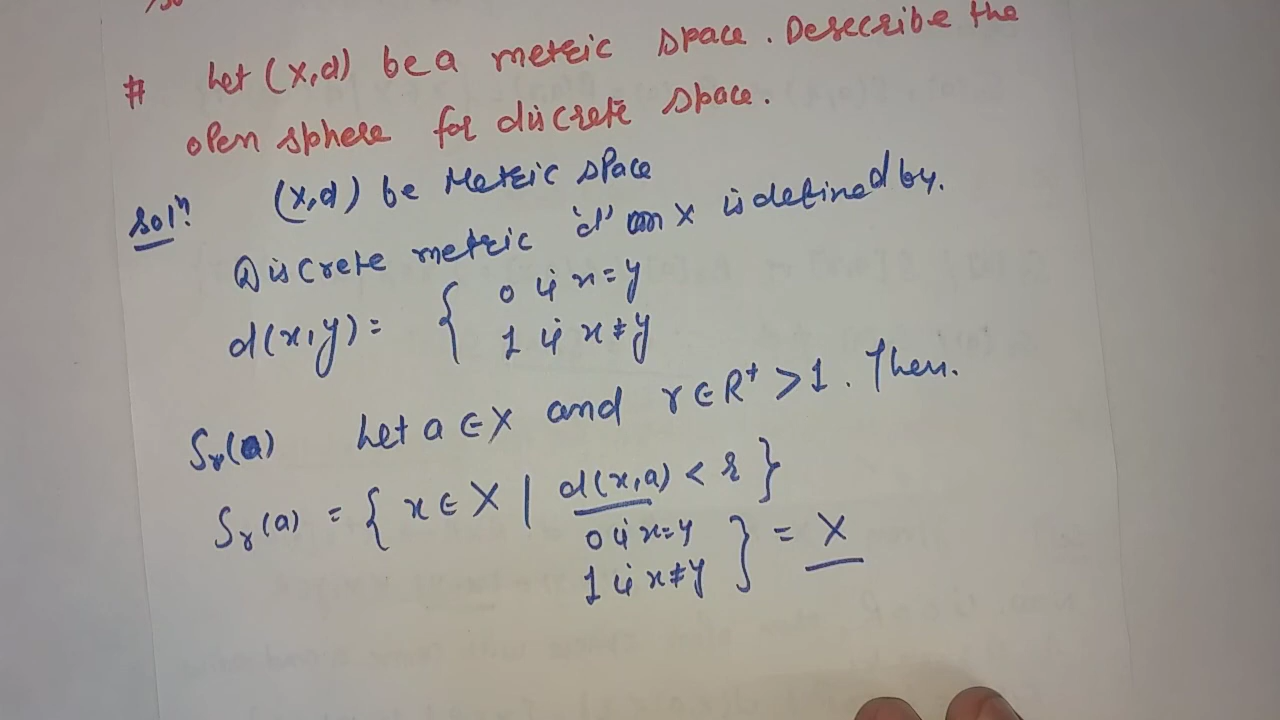 # Let (X,d) be a metric space. Describe the
open sphere for discrete space.
Solⁿ: (X,d) be Metric space
Discrete metric 'd' on X is defined by.
d(x,y) = { 0 if x=y
1 if x≠y
Sᵣ(a) Let a ∈ X and r ∈ R⁺ > 1. Then.
Sᵣ(a) = { x ∈ X | d(x,a) < r }
0 if x=y
1 if x≠y } = X